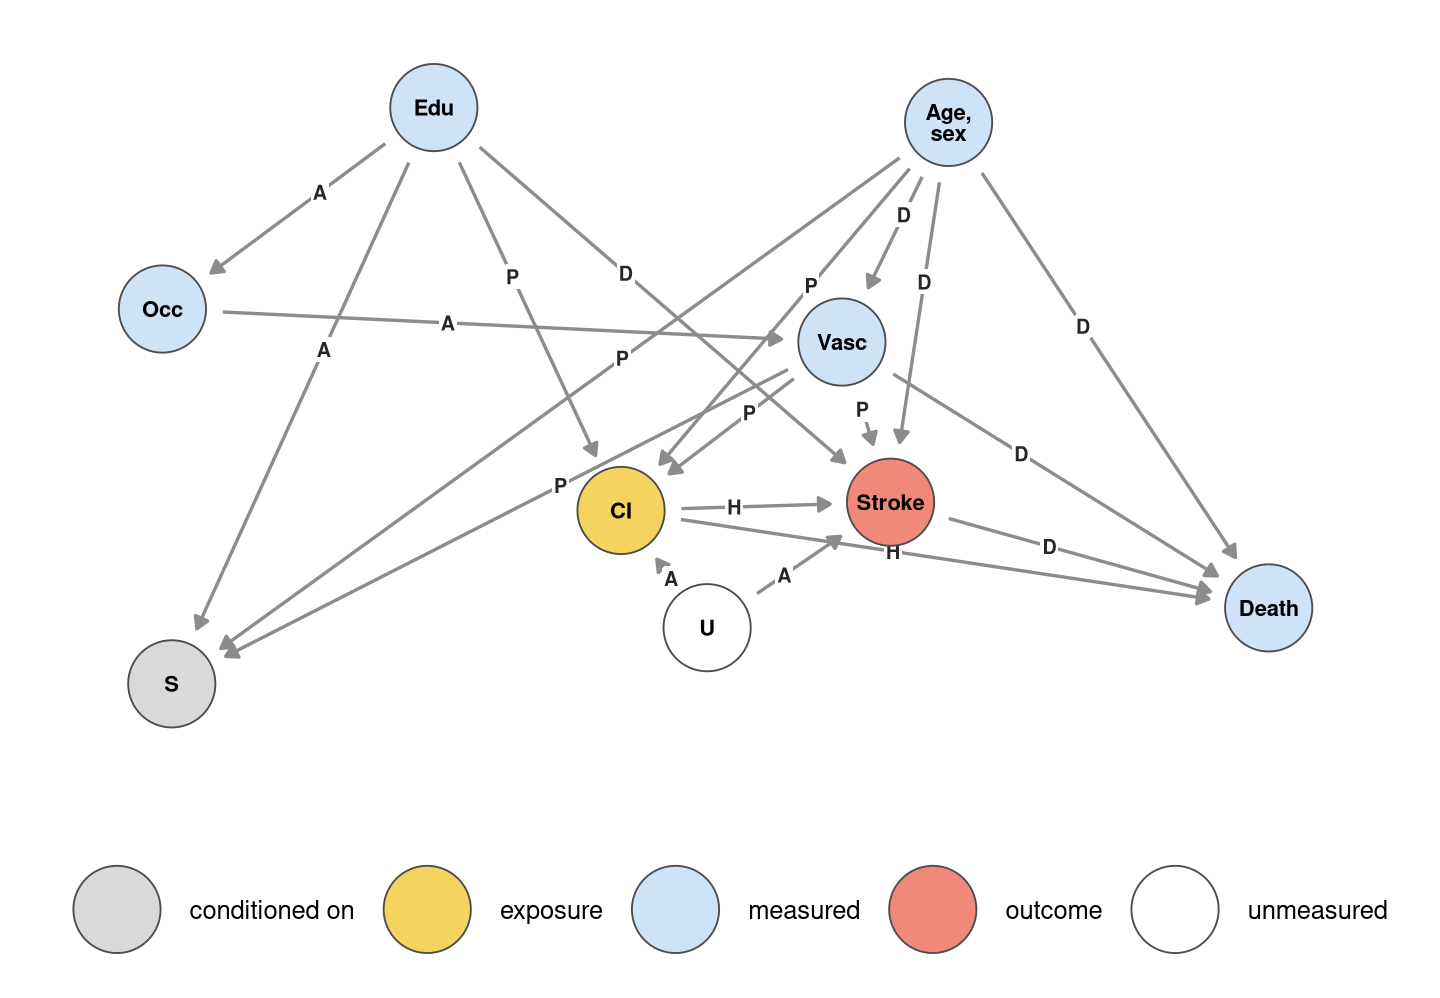 Edu
Age,
sex
A
D
Occ
P
D
D
P
A
D
Vasc
A
P
P
P
D
P
CI
H
Stroke
D
H
A
A
U
Death
S
conditioned on
exposure
measured
outcome
unmeasured